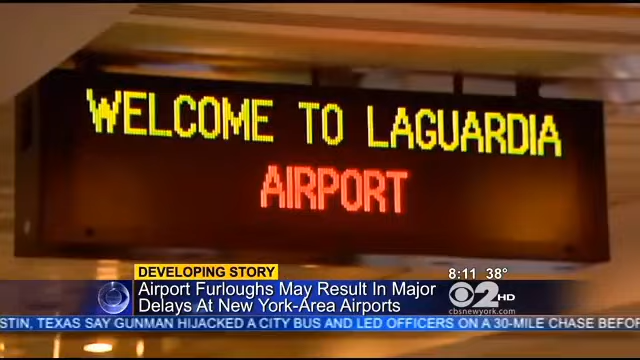 WELCOME TO LAGUARDIA
AIRPORT
DEVELOPING STORY
Airport Furloughs May Result In Major
Delays At New York-Area Airports
8:11 38°
2HD
cbsnewyork.com
STIN, TEXAS SAY GUNMAN HIJACKED A CITY BUS AND LED OFFICERS ON A 30-MILE CHASE BEFOR